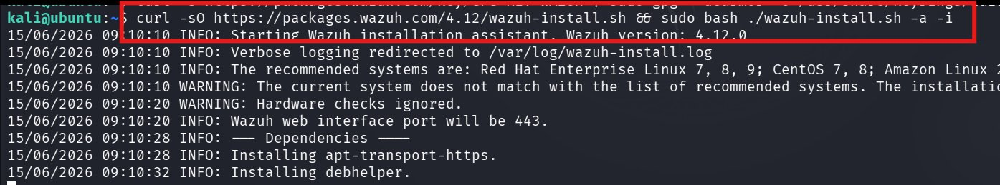 kali@ubuntu:~$ curl -sO https://packages.wazuh.com/4.12/wazuh-install.sh && sudo bash ./wazuh-install.sh -a -i
15/06/2026 09:10:10 INFO: Starting Wazuh installation assistant. Wazuh version: 4.12.0
15/06/2026 09:10:10 INFO: Verbose logging redirected to /var/log/wazuh-install.log
15/06/2026 09:10:10 INFO: The recommended systems are: Red Hat Enterprise Linux 7, 8, 9; CentOS 7, 8; Amazon Linux
15/06/2026 09:10:10 WARNING: The current system does not match with the list of recommended systems. The
15/06/2026 09:10:20 WARNING: Hardware checks ignored.
15/06/2026 09:10:20 INFO: Wazuh web interface port will be 443.
15/06/2026 09:10:28 INFO: --- Dependencies ----
15/06/2026 09:10:28 INFO: Installing apt-transport-https.
15/06/2026 09:10:32 INFO: Installing debhelper.